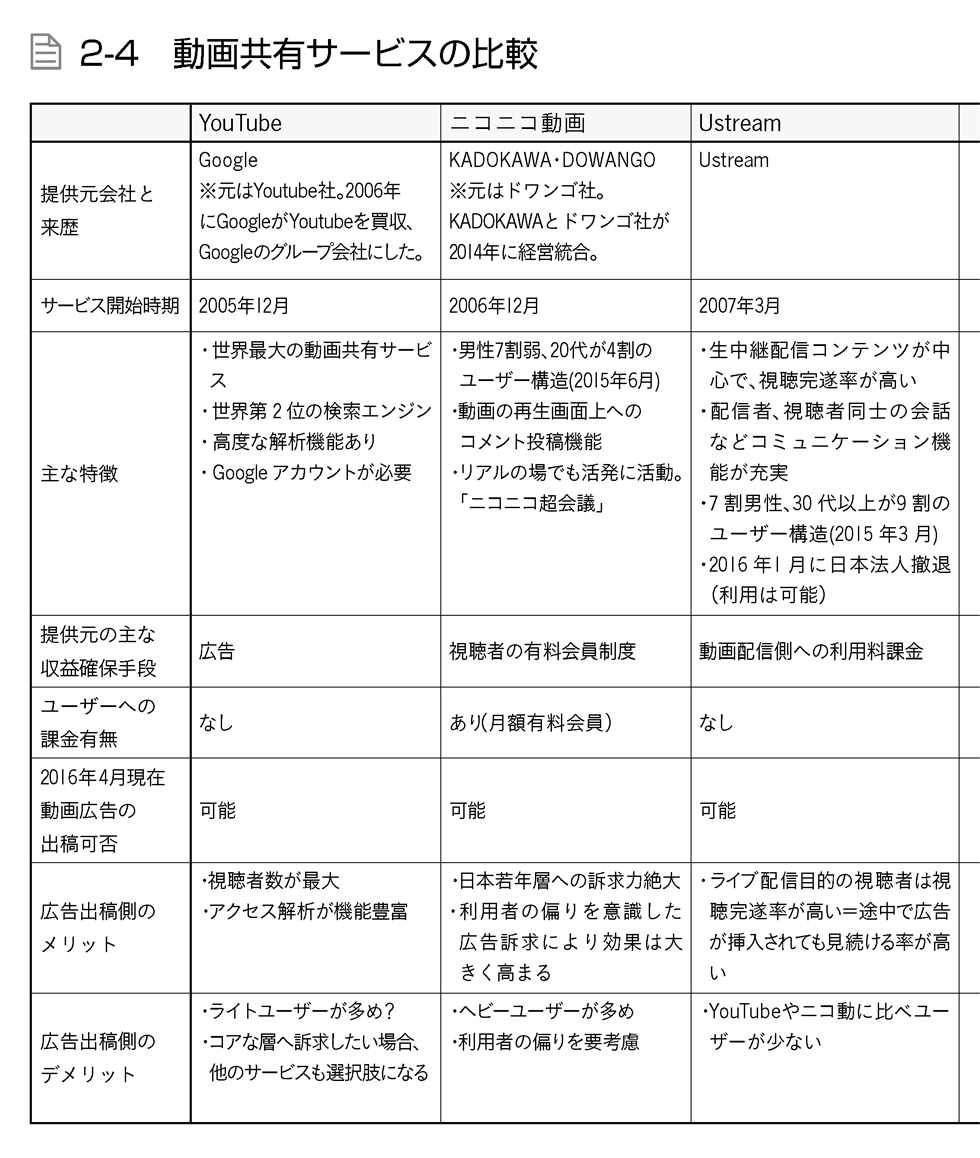 2-4 動画共有サービスの比較
YouTube
ニコニコ動画
Ustream
提供元会社と
来歴
Google
※元はYoutube社。2006年
にGoogleがYoutubeを買収、
Googleのグループ会社にした。
KADOKAWA・DOWANGO
※元はドワンゴ社。
KADOKAWAとドワンゴ社が
2014年に経営統合。
Ustream
サービス開始時期
2005年12月
2006年12月
2007年3月
主な特徴
・世界最大の動画共有サービ
ス
・世界第2位の検索エンジン
・高度な解析機能あり
・Google アカウントが必要
・男性7割弱、20代が4割の
ユーザー構造(2015年6月)
・動画の再生画面上への
コメント投稿機能
・リアルの場でも活発に活動。
「ニコニコ超会議」
・生中継配信コンテンツが中
心で、視聴完遂率が高い
・配信者、視聴者同士の会話
などコミュニケーション機
能が充実
・7割男性、30代以上が9割の
ユーザー構造(2015年3月)
・2016年1月に日本法人撤退
（利用は可能）
提供元の主な
収益確保手段
広告
視聴者の有料会員制度
動画配信側への利用料課金
ユーザーへの
課金有無
なし
あり(月額有料会員）
なし
2016年4月現在
動画広告の
出稿可否
可能
可能
可能
広告出稿側の
メリット
・視聴者数が最大
・アクセス解析が機能豊富
・日本若年層への訴求力絶大
・利用者の偏りを意識した
広告訴求により効果は大
きく高まる
・ライブ配信目的の視聴者は視
聴完遂率が高い＝途中で広告
が挿入されても見続ける率が高
い
広告出稿側の
デメリット
・ライトユーザーが多め？
・コアな層へ訴求したい場合、
他のサービスも選択肢になる
・ヘビーユーザーが多め
・利用者の偏りを要考慮
・YouTubeやニコ動に比べユー
ザーが少ない